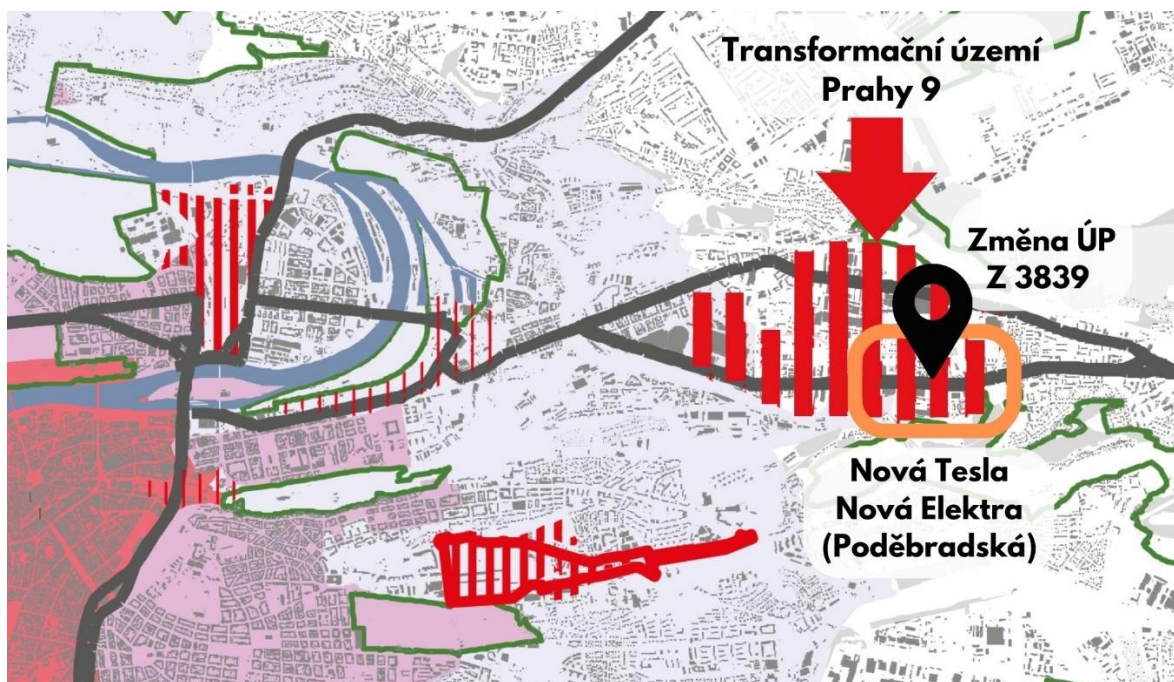 Transformační území
Prahy 9
Změna ÚP
Z 3839
Nová Tesla
Nová Elektra
(Poděbradská)